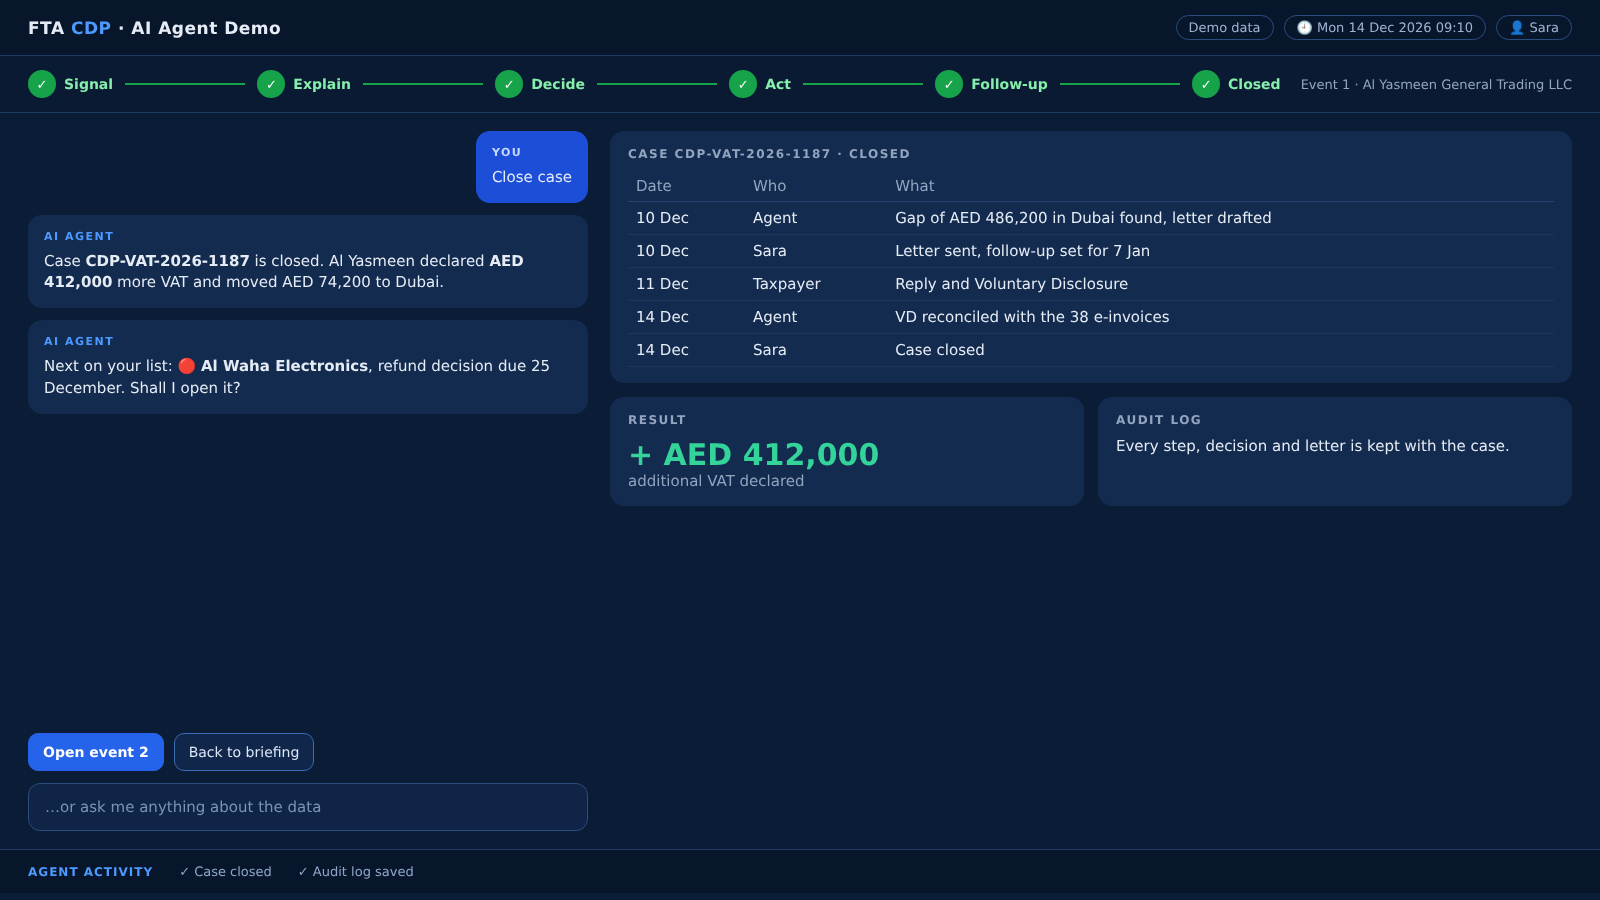 FTA CDP · AI Agent Demo
Demo data
🕘 Mon 14 Dec 2026 09:10
👤 Sara
✓ Signal
✓ Explain
✓ Decide
✓ Act
✓ Follow-up
✓ Closed
Event 1 · Al Yasmeen General Trading LLC
YOU
Close case
AI AGENT
Case CDP-VAT-2026-1187 is closed. Al Yasmeen declared AED
412,000 more VAT and moved AED 74,200 to Dubai.
AI AGENT
Next on your list: 🔴 Al Waha Electronics, refund decision due 25
December. Shall I open it?
Open event 2
Back to briefing
...or ask me anything about the data
CASE CDP-VAT-2026-1187 · CLOSED
Date Who What
10 Dec Agent Gap of AED 486,200 in Dubai found, letter drafted
10 Dec Sara Letter sent, follow-up set for 7 Jan
11 Dec Taxpayer Reply and Voluntary Disclosure
14 Dec Agent VD reconciled with the 38 e-invoices
14 Dec Sara Case closed
RESULT
+ AED 412,000
additional VAT declared
AUDIT LOG
Every step, decision and letter is kept with the case.
AGENT ACTIVITY ✓ Case closed ✓ Audit log saved